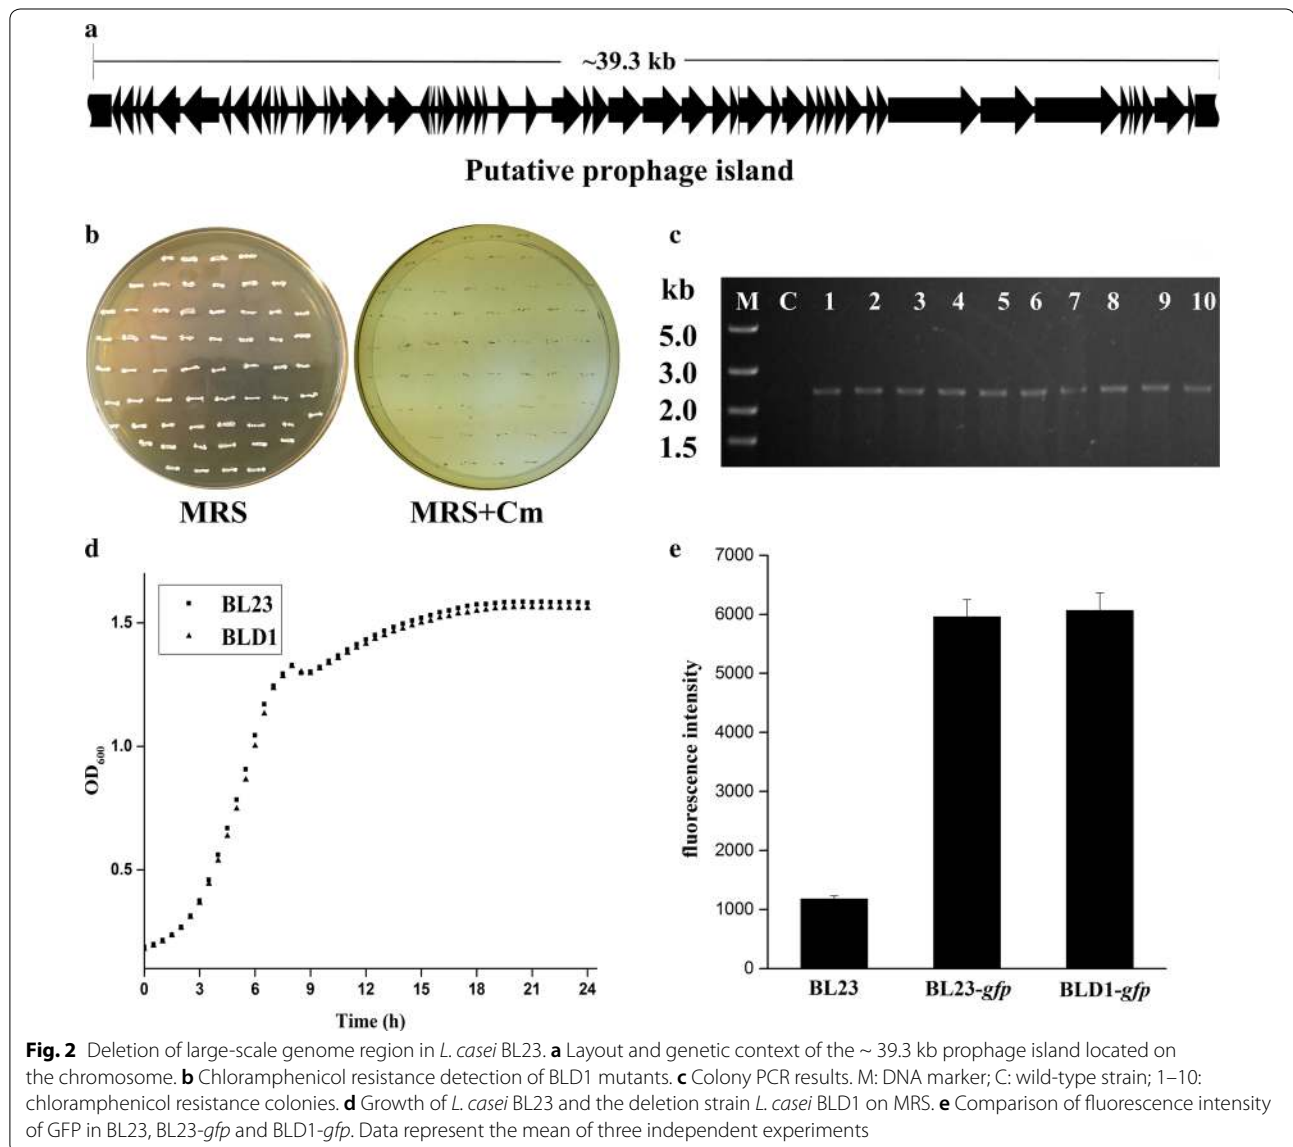 a
~39.3 kb
Putative prophage island
b
MRS
MRS+Cm
c
kb
M C 1 2 3 4 5 6 7 8 9 10
5.0
3.0
2.0
1.5
d
BL23
BLD1
OD600
1.5
1.0
0.5
0 3 6 9 12 15 18 21 24
Time (h)
e
fluorescence intensity
7000
6000
5000
4000
3000
2000
1000
0
BL23 BL23-gfp BLD1-gfp
Fig. 2 Deletion of large-scale genome region in L. casei BL23. a Layout and genetic context of the ~ 39.3 kb prophage island located on
the chromosome. b Chloramphenicol resistance detection of BLD1 mutants. c Colony PCR results. M: DNA marker; C: wild-type strain; 1–10:
chloramphenicol resistance colonies. d Growth of L. casei BL23 and the deletion strain L. casei BLD1 on MRS. e Comparison of fluorescence intensity
of GFP in BL23, BL23-gfp and BLD1-gfp. Data represent the mean of three independent experiments